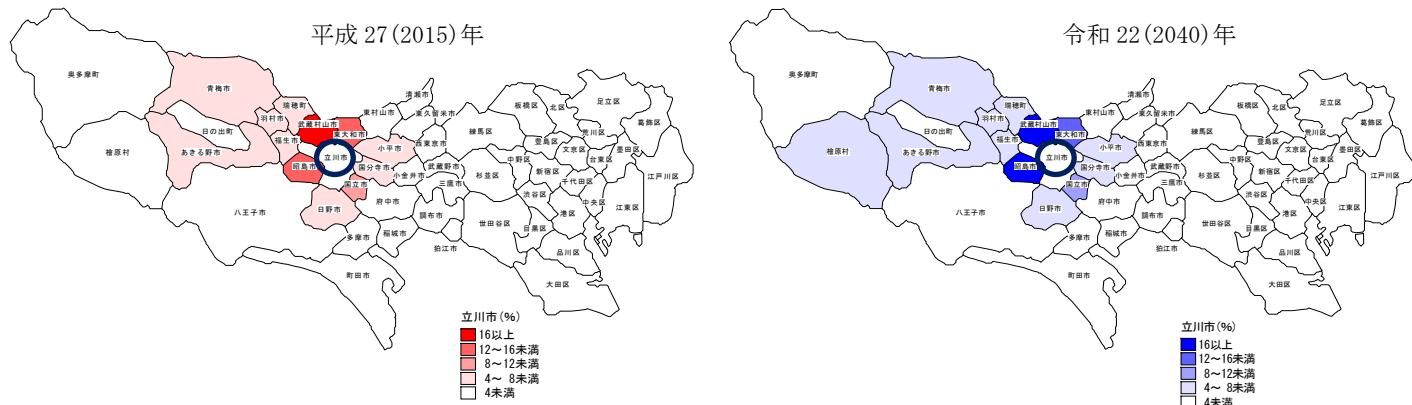 平成 27(2015)年
奥多摩町
青梅市
瑞穂町
羽村市
日の出町
福生市
武蔵村山市
東大和市
東村山市
清瀬市
東久留米市
檜原村
あきる野市
昭島市
立川市
小平市
西東京市
国分寺市
小金井市
武蔵野市
三鷹市
国立市
日野市
府中市
調布市
八王子市
多摩市
稲城市
狛江市
町田市
板橋区
北区
足立区
葛飾区
練馬区
豊島区
荒川区
文京区
台東区
墨田区
中野区
新宿区
千代田区
江戸川区
杉並区
渋谷区
中央区
港区
江東区
世田谷区
目黒区
品川区
大田区
立川市(%)
16以上
12～16未満
8～12未満
4～ 8未満
4未満
令和 22(2040)年
奥多摩町
青梅市
瑞穂町
羽村市
日の出町
福生市
武蔵村山市
東大和市
東村山市
清瀬市
東久留米市
檜原村
あきる野市
昭島市
立川市
小平市
西東京市
国分寺市
小金井市
武蔵野市
三鷹市
国立市
日野市
府中市
調布市
八王子市
多摩市
稲城市
狛江市
町田市
板橋区
北区
足立区
葛飾区
練馬区
豊島区
荒川区
文京区
台東区
墨田区
中野区
新宿区
千代田区
江戸川区
杉並区
渋谷区
中央区
港区
江東区
世田谷区
目黒区
品川区
大田区
立川市(%)
16以上
12～16未満
8～12未満
4～ 8未満
4未満